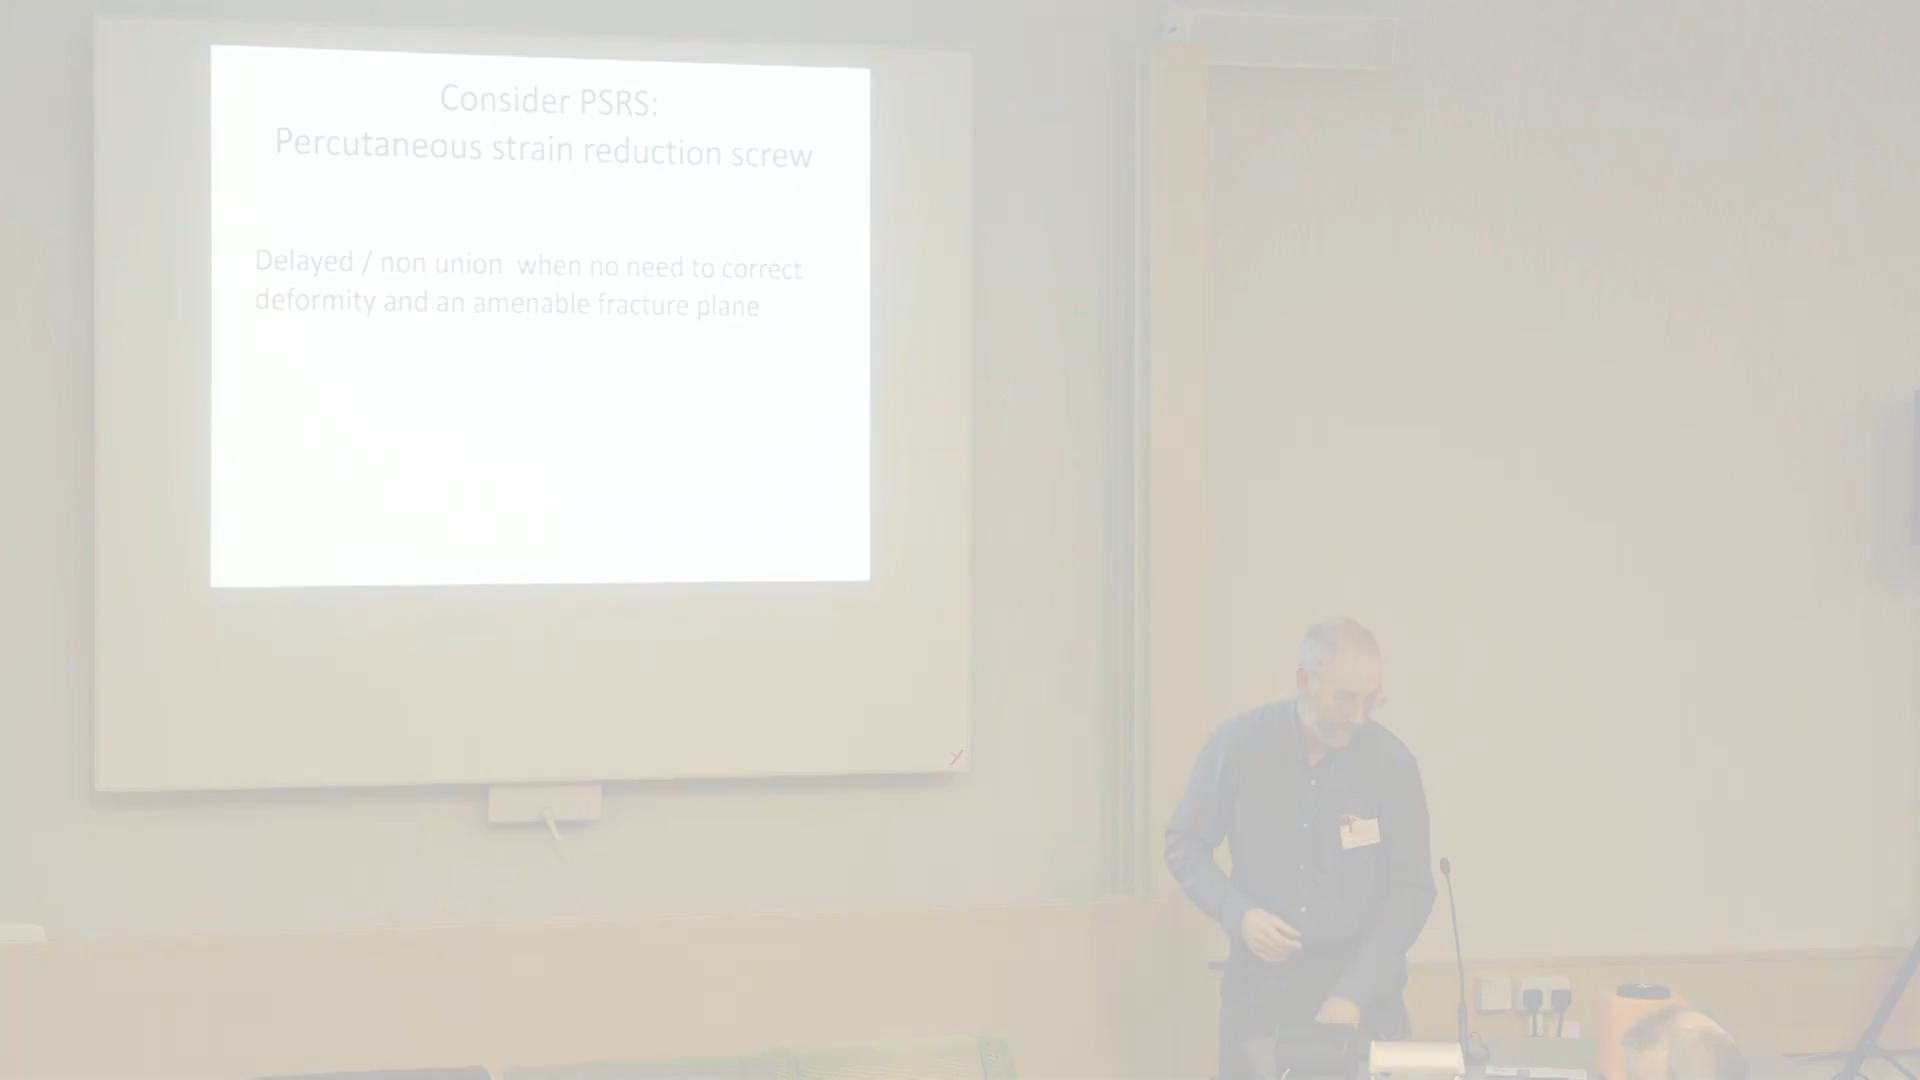 Consider PSRS:
Percutaneous strain reduction screw
Delayed / non union when no need to correct
deformity and an amenable fracture plane